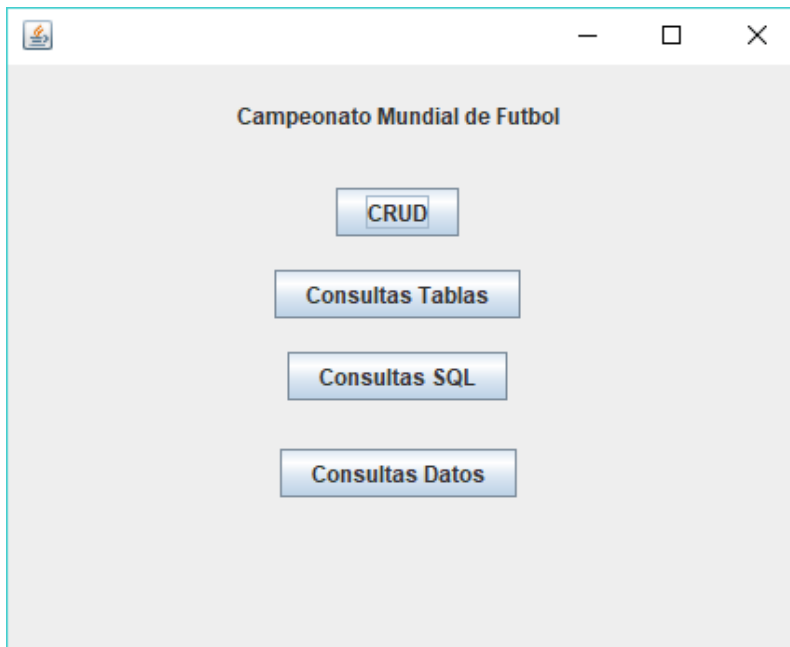 Campeonato Mundial de Futbol
CRUD
Consultas Tablas
Consultas SQL
Consultas Datos